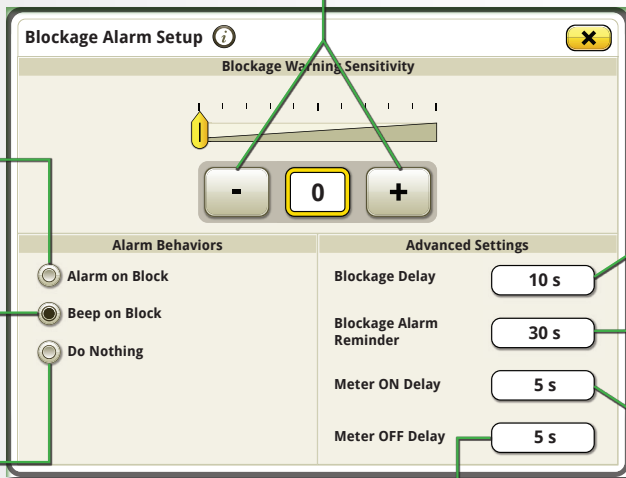 Blockage Alarm Setup i
Blockage Warning Sensitivity
- 0 +
Alarm Behaviors
Alarm on Block
Beep on Block
Do Nothing
Advanced Settings
Blockage Delay 10 s
Blockage Alarm
Reminder 30 s
Meter ON Delay 5 s
Meter OFF Delay 5 s